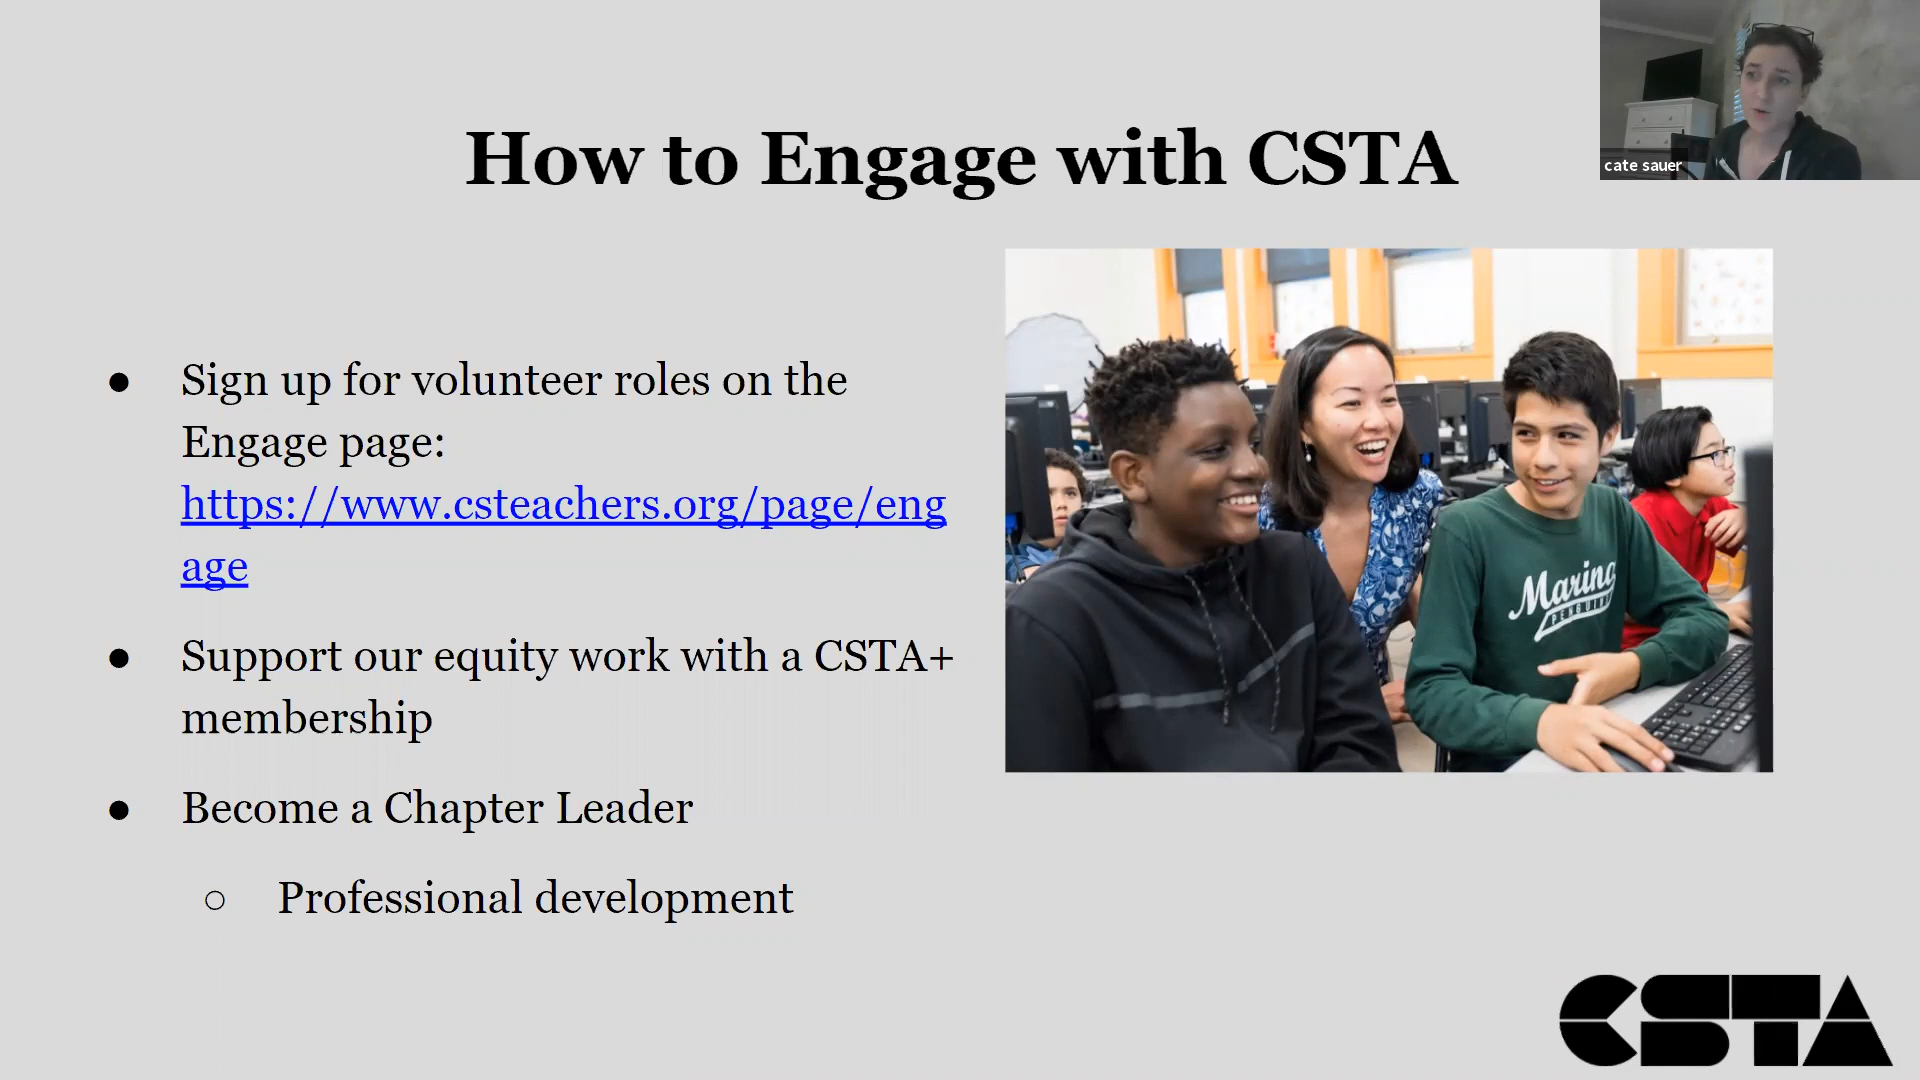 How to Engage with CSTA
cate sauer
● Sign up for volunteer roles on the
Engage page:
https://www.csteachers.org/page/eng
age
● Support our equity work with a CSTA+
membership
● Become a Chapter Leader
○ Professional development
Marina
PENGUINS
CSTA